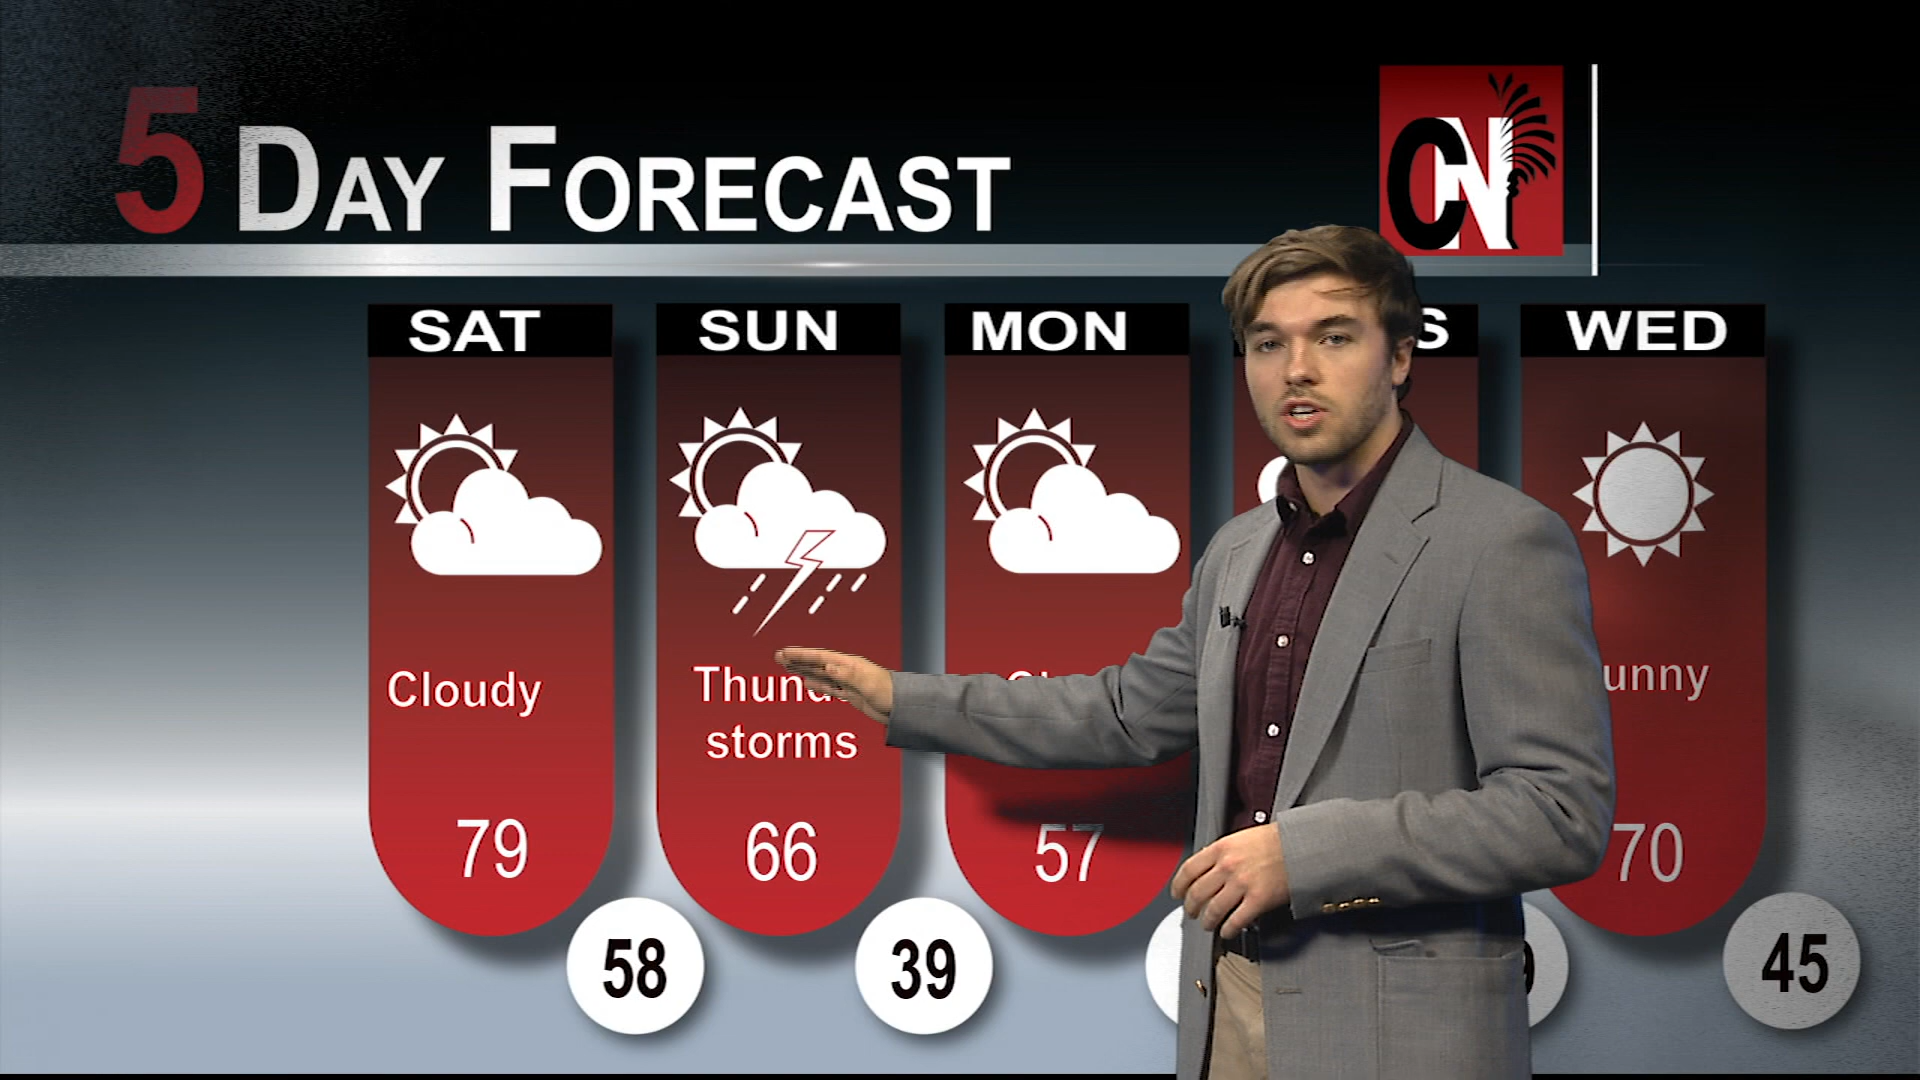 5 DAY FORECAST
CN
SAT
SUN
MON
WED
Cloudy
storms
79
66
57
70
58
39
45